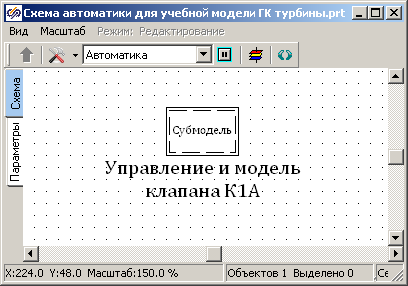 Схема автоматики для учебной модели ГК турбины.prt
Вид Масштаб Режим: Редактирование
Автоматика
Схема
Параметры
Субмодель
Управление и модель
клапана К1А
X:224.0 Y:48.0 Масштаб:150.0 % Объектов 1 Выделено 0 Се